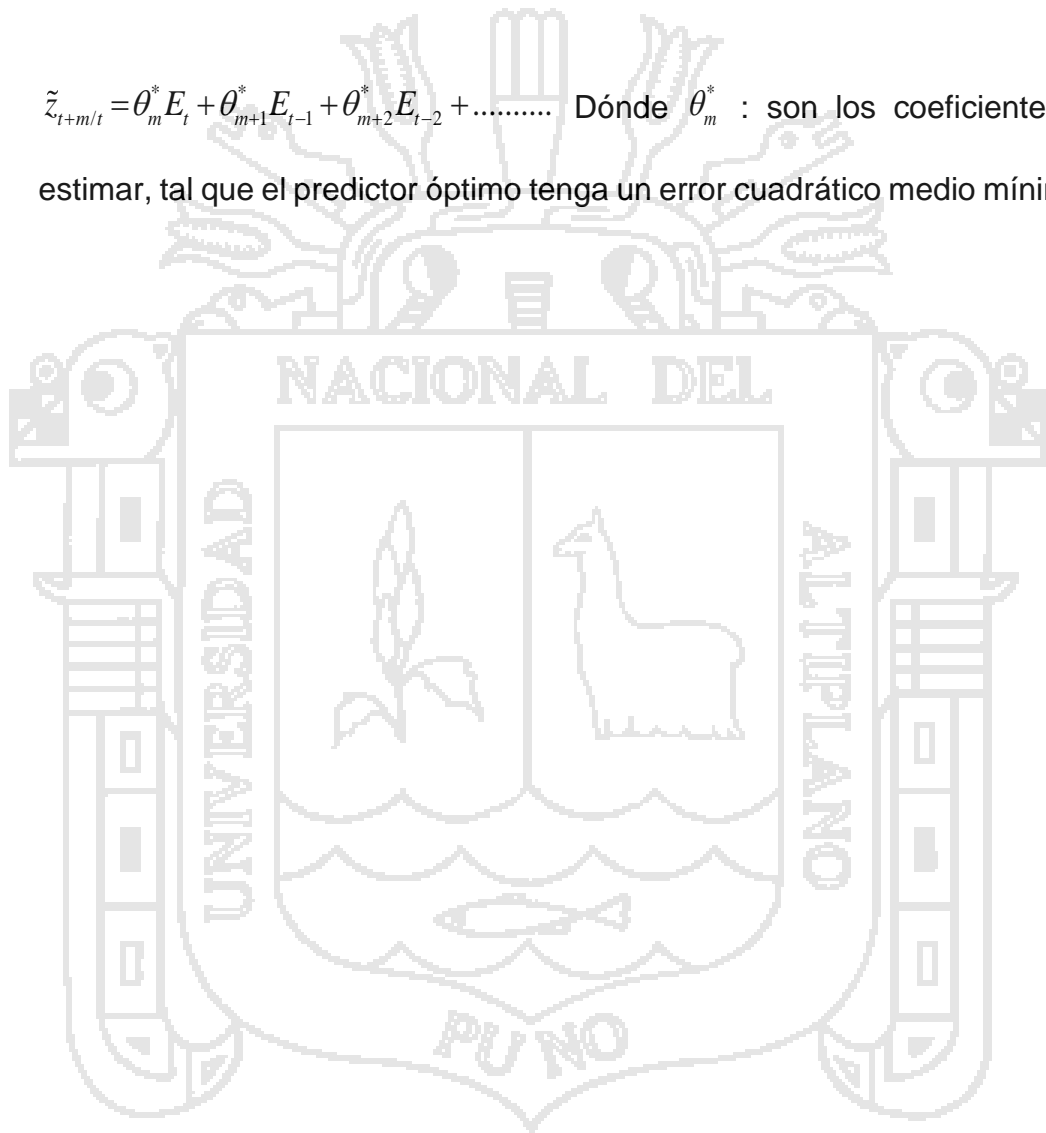 z̃_{t+m/t} = θ*_m E_t + θ*_{m+1} E_{t-1} + θ*_{m+2} E_{t-2} + .......... Dónde θ*_m : son los coeficiente
estimar, tal que el predictor óptimo tenga un error cuadrático medio míni
NACIONAL DEL
UNIVERSIDAD
ALTIPLANO
PUNO